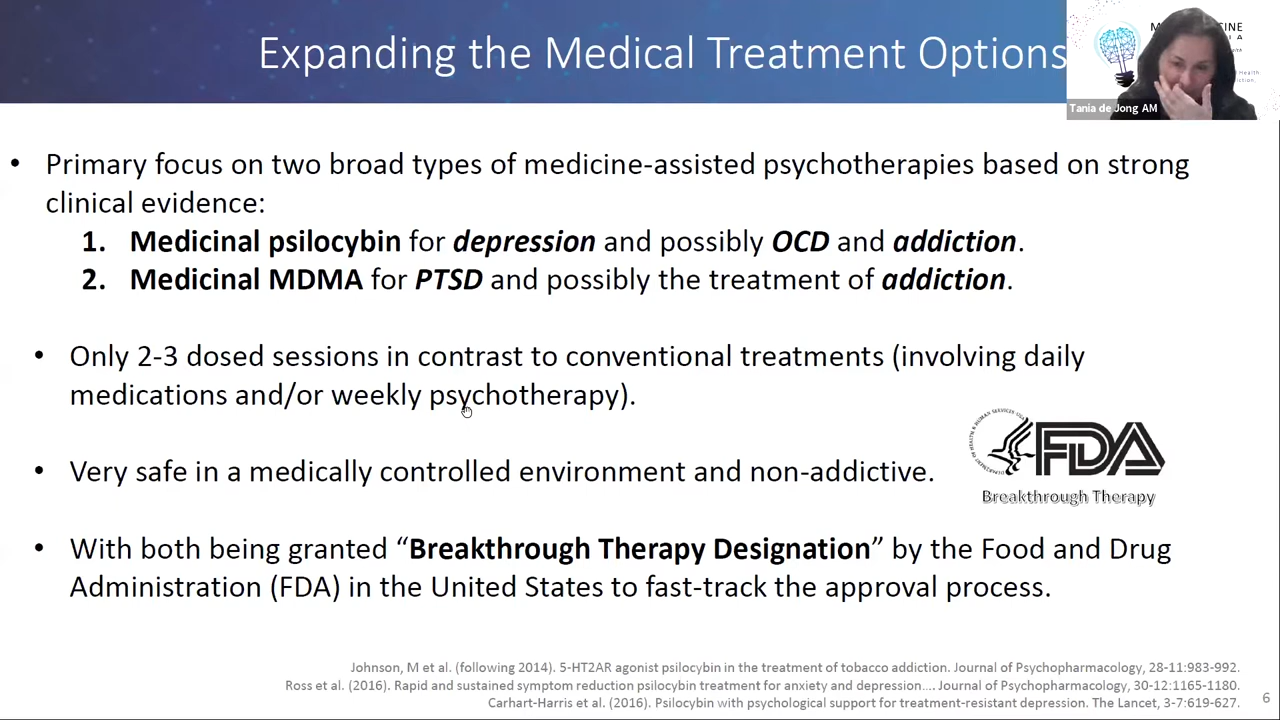 Expanding the Medical Treatment Options
Tania de Jong AM
• Primary focus on two broad types of medicine-assisted psychotherapies based on strong
clinical evidence:
1. Medicinal psilocybin for depression and possibly OCD and addiction.
2. Medicinal MDMA for PTSD and possibly the treatment of addiction.
• Only 2-3 dosed sessions in contrast to conventional treatments (involving daily
medications and/or weekly psychotherapy).
• Very safe in a medically controlled environment and non-addictive.
FDA
Breakthrough Therapy
• With both being granted “Breakthrough Therapy Designation” by the Food and Drug
Administration (FDA) in the United States to fast-track the approval process.
Johnson, M et al. (following 2014). 5-HT2AR agonist psilocybin in the treatment of tobacco addiction. Journal of Psychopharmacology, 28-11:983-992.
Ross et al. (2016). Rapid and sustained symptom reduction psilocybin treatment for anxiety and depression.... Journal of Psychopharmacology, 30-12:1165-1180.
Carhart-Harris et al. (2016). Psilocybin with psychological support for treatment-resistant depression. The Lancet, 3-7:619-627.
6